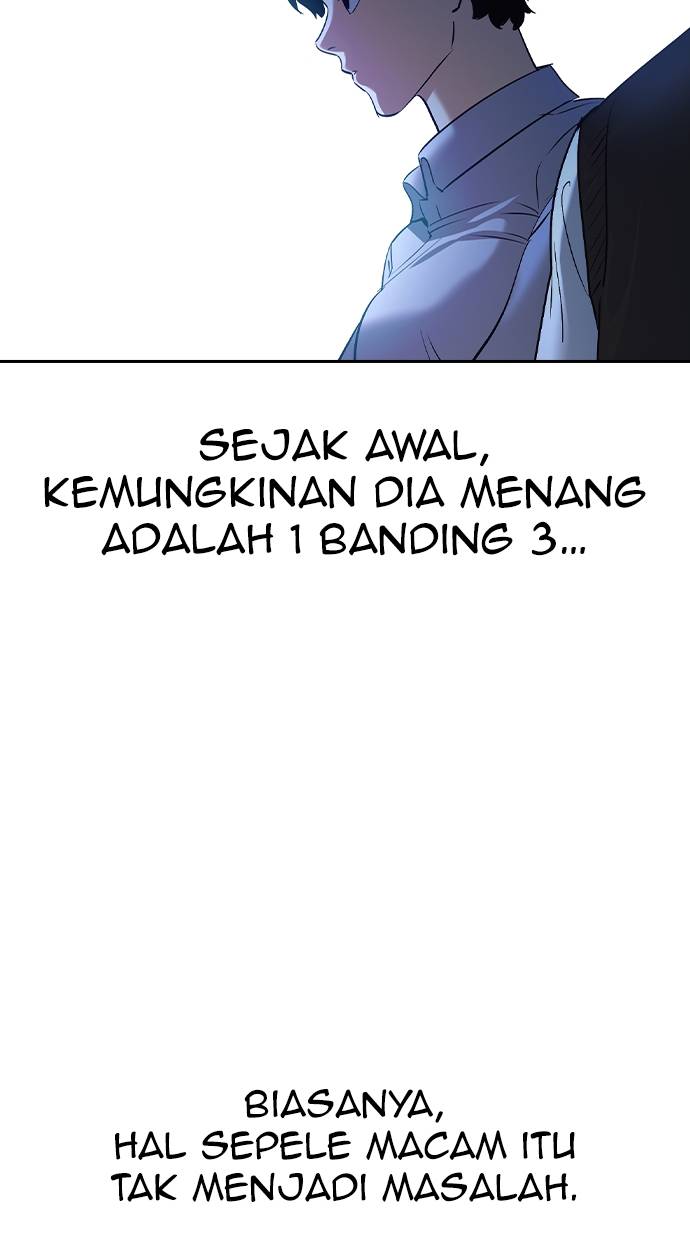 SEJAK AWAL,
KEMUNGKINAN DIA MENANG
ADALAH 1 BANDING 3...
BIASANYA,
HAL SEPELE MACAM ITU
TAK MENJADI MASALAH.